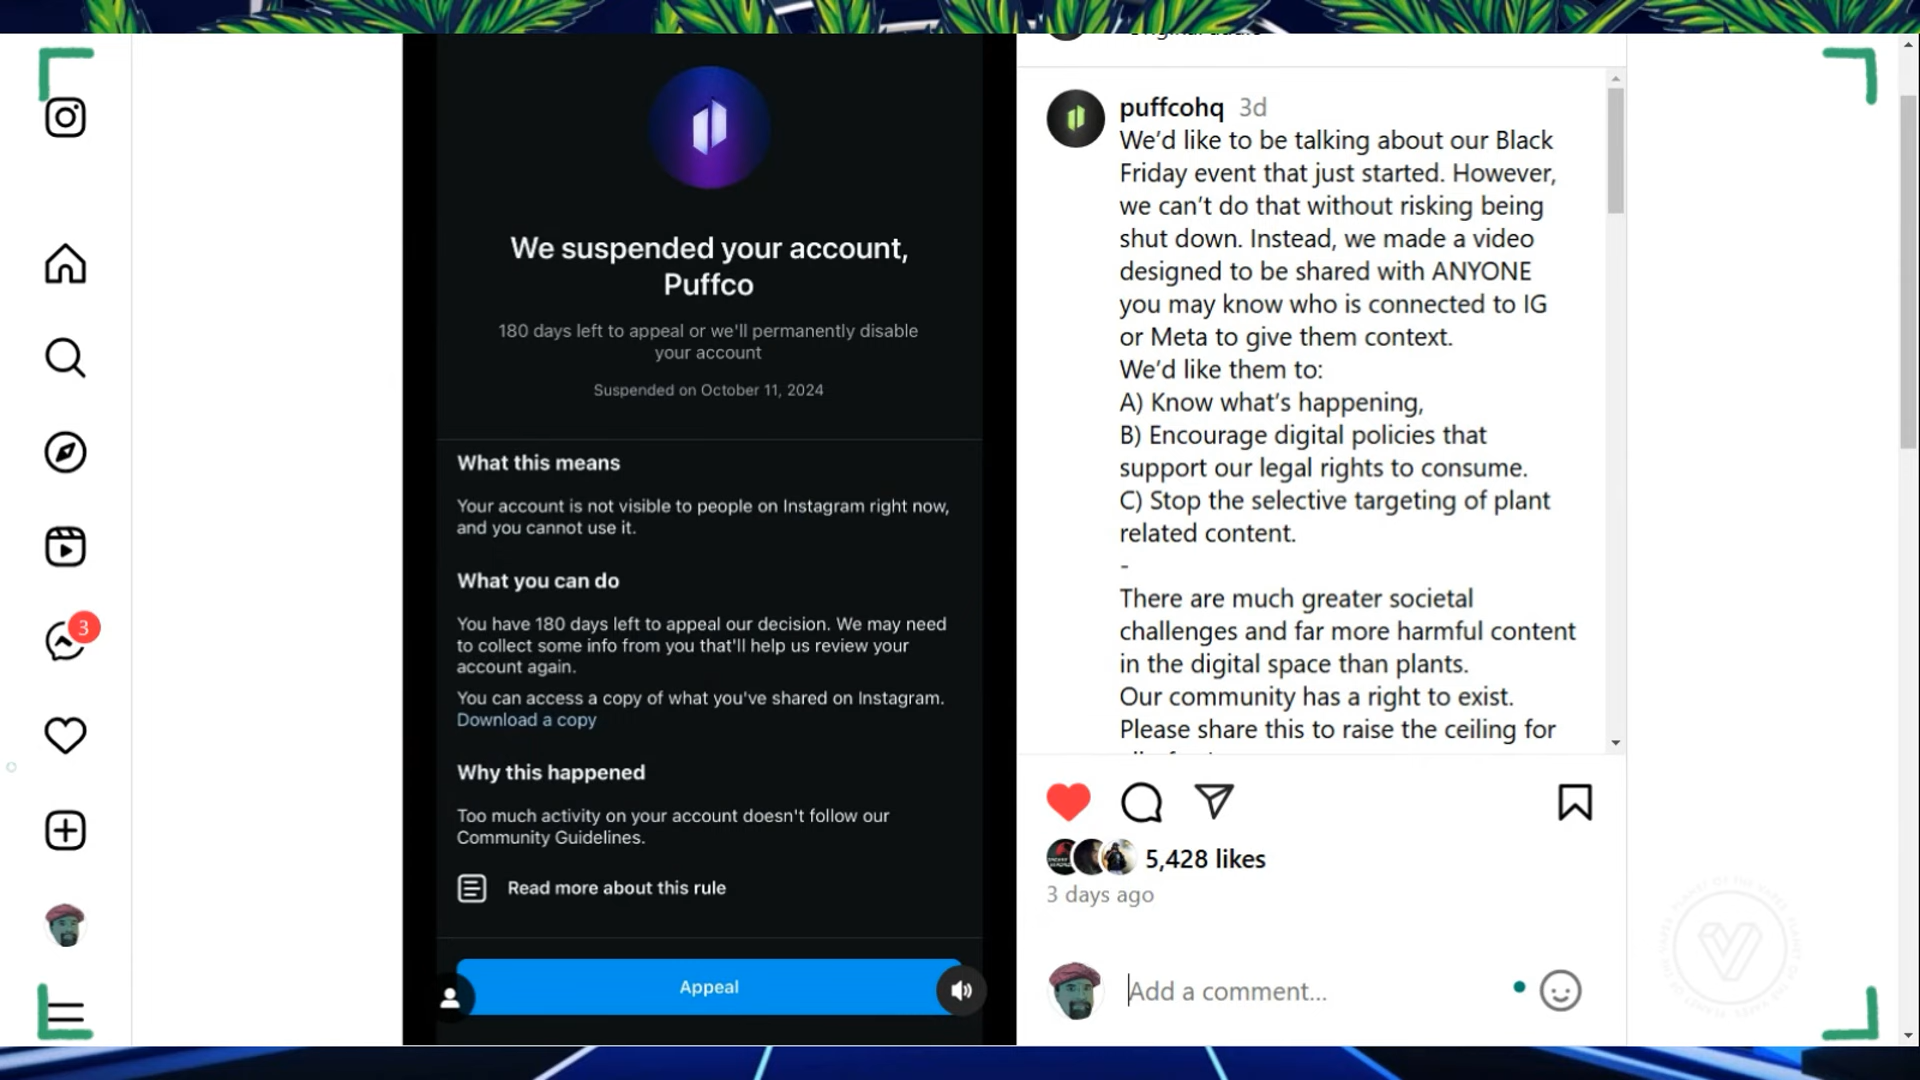 We suspended your account,
Puffco
180 days left to appeal or we'll permanently disable
your account
Suspended on October 11, 2024
What this means
Your account is not visible to people on Instagram right now,
and you cannot use it.
What you can do
You have 180 days left to appeal our decision. We may need
to collect some info from you that'll help us review your
account again.
You can access a copy of what you've shared on Instagram.
Download a copy
Why this happened
Too much activity on your account doesn't follow our
Community Guidelines.
Read more about this rule
Appeal
3
puffcohq 3d
We’d like to be talking about our Black
Friday event that just started. However,
we can’t do that without risking being
shut down. Instead, we made a video
designed to be shared with ANYONE
you may know who is connected to IG
or Meta to give them context.
We’d like them to:
A) Know what’s happening,
B) Encourage digital policies that
support our legal rights to consume.
C) Stop the selective targeting of plant
related content.
-
There are much greater societal
challenges and far more harmful content
in the digital space than plants.
Our community has a right to exist.
Please share this to raise the ceiling for
5,428 likes
3 days ago
Add a comment...
PLANET OF THE VAPES